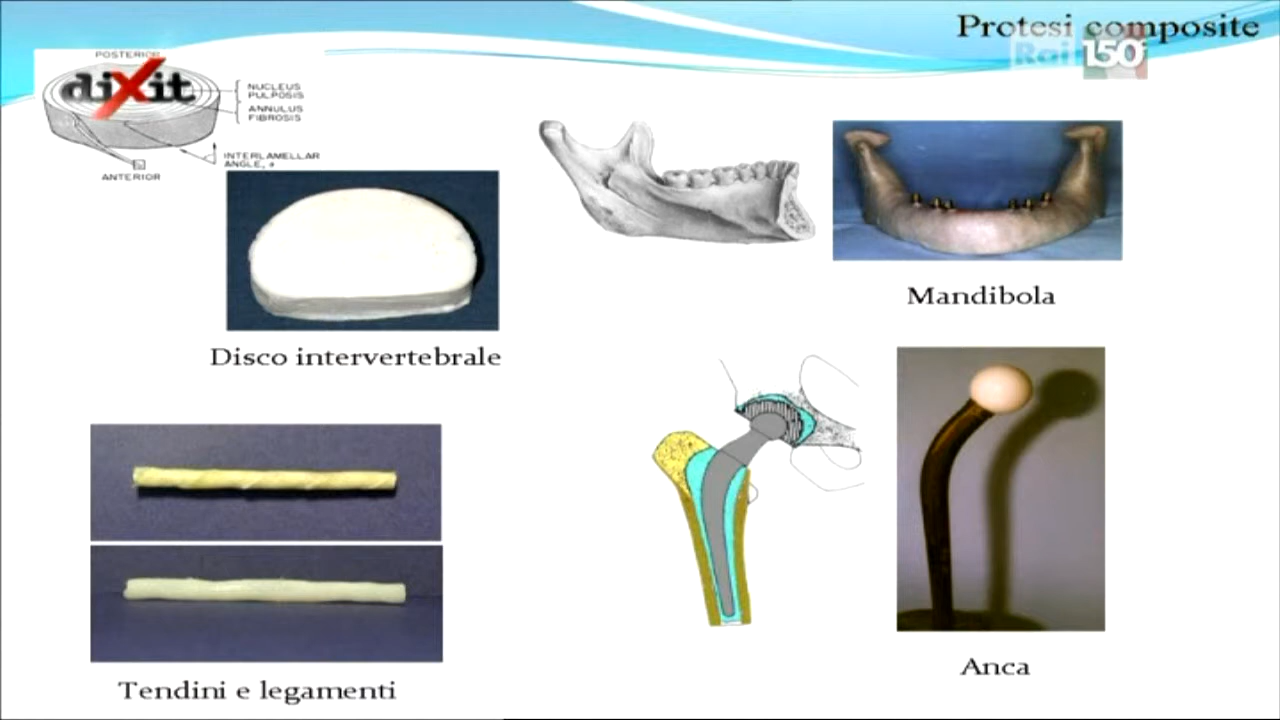 Protesi composite
Rai 150
POSTERIOR
dixit
NUCLEUS
PULPOSIS
ANNULUS
FIBROSIS
INTERLAMELLAR
ANGLE, a
ANTERIOR
Mandibola
Disco intervertebrale
Anca
Tendini e legamenti